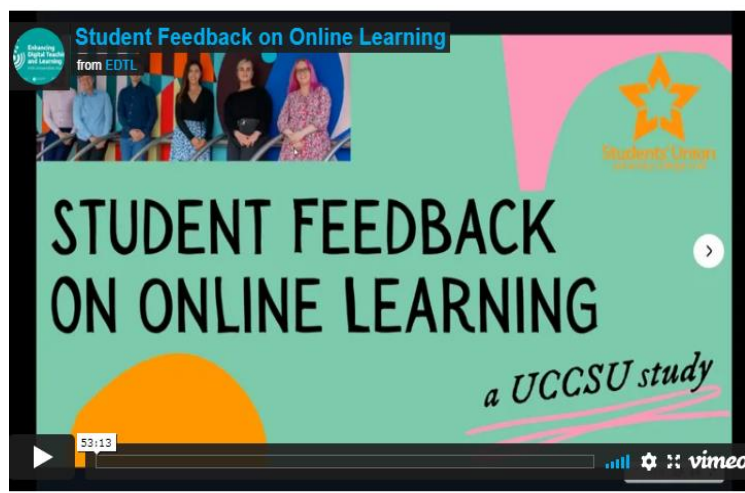 Student Feedback on Online Learning
from EDTL
Enhancing
Digital Teaching
and Learning
Students' Union
STUDENT FEEDBACK
ON ONLINE LEARNING
a UCCSU study
53:13
vimeo